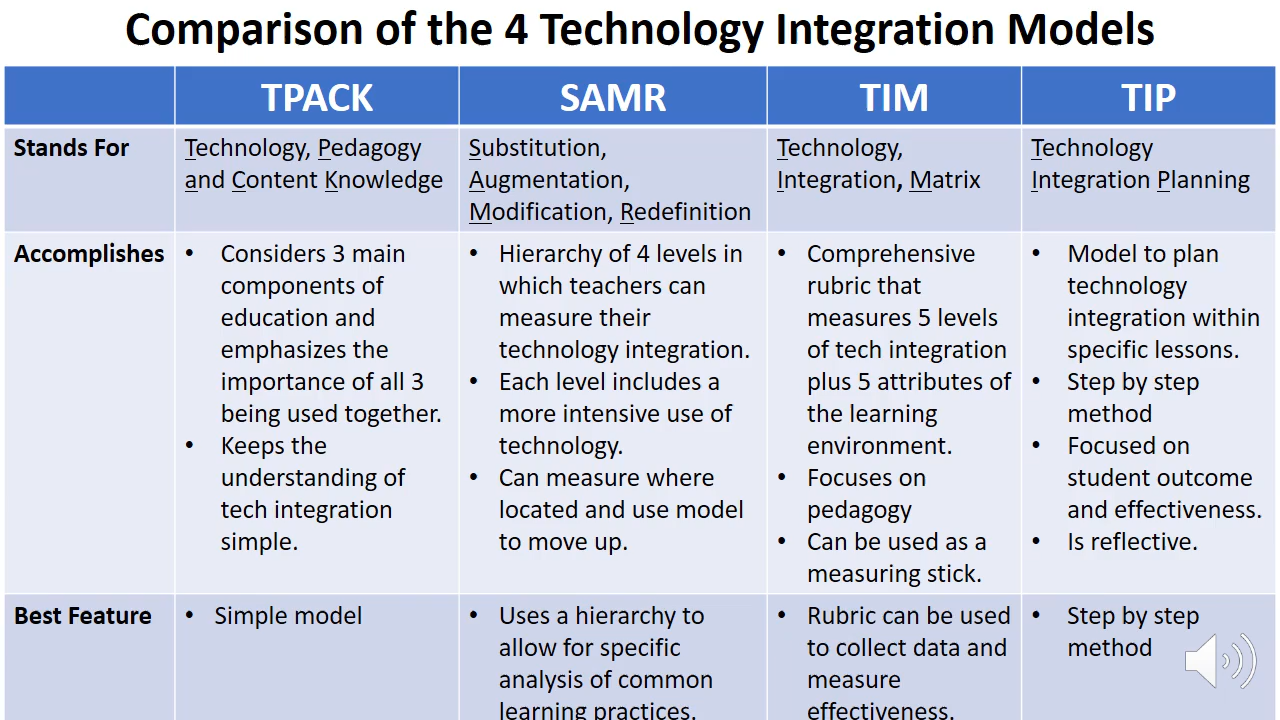 Comparison of the 4 Technology Integration Models
TPACK
SAMR
TIM
TIP
Stands For
Technology, Pedagogy
and Content Knowledge
Substitution,
Augmentation,
Modification, Redefinition
Technology,
Integration, Matrix
Technology
Integration Planning
Accomplishes
• Considers 3 main
components of
education and
emphasizes the
importance of all 3
being used together.
• Keeps the
understanding of
tech integration
simple.
• Hierarchy of 4 levels in
which teachers can
measure their
technology integration.
• Each level includes a
more intensive use of
technology.
• Can measure where
located and use model
to move up.
• Comprehensive
rubric that
measures 5 levels
of tech integration
plus 5 attributes of
the learning
environment.
• Focuses on
pedagogy
• Can be used as a
measuring stick.
• Model to plan
technology
integration within
specific lessons.
• Step by step
method
• Focused on
student outcome
and effectiveness.
• Is reflective.
Best Feature
• Simple model
• Uses a hierarchy to
allow for specific
analysis of common
learning practices.
• Rubric can be used
to collect data and
measure
effectiveness.
• Step by step
method